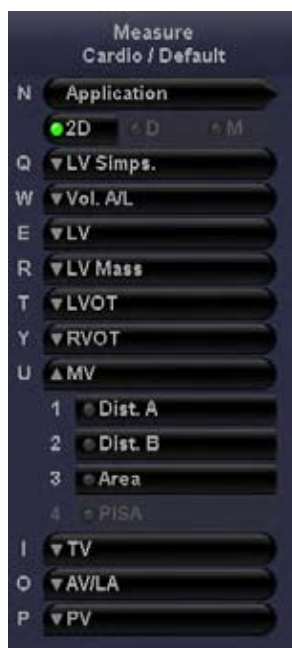 Measure
Cardio / Default
N Application
2D D M
Q LV Simps.
W Vol. A/L
E LV
R LV Mass
T LVOT
Y RVOT
U MV
1 Dist. A
2 Dist. B
3 Area
4 PISA
I TV
O AV/LA
P PV